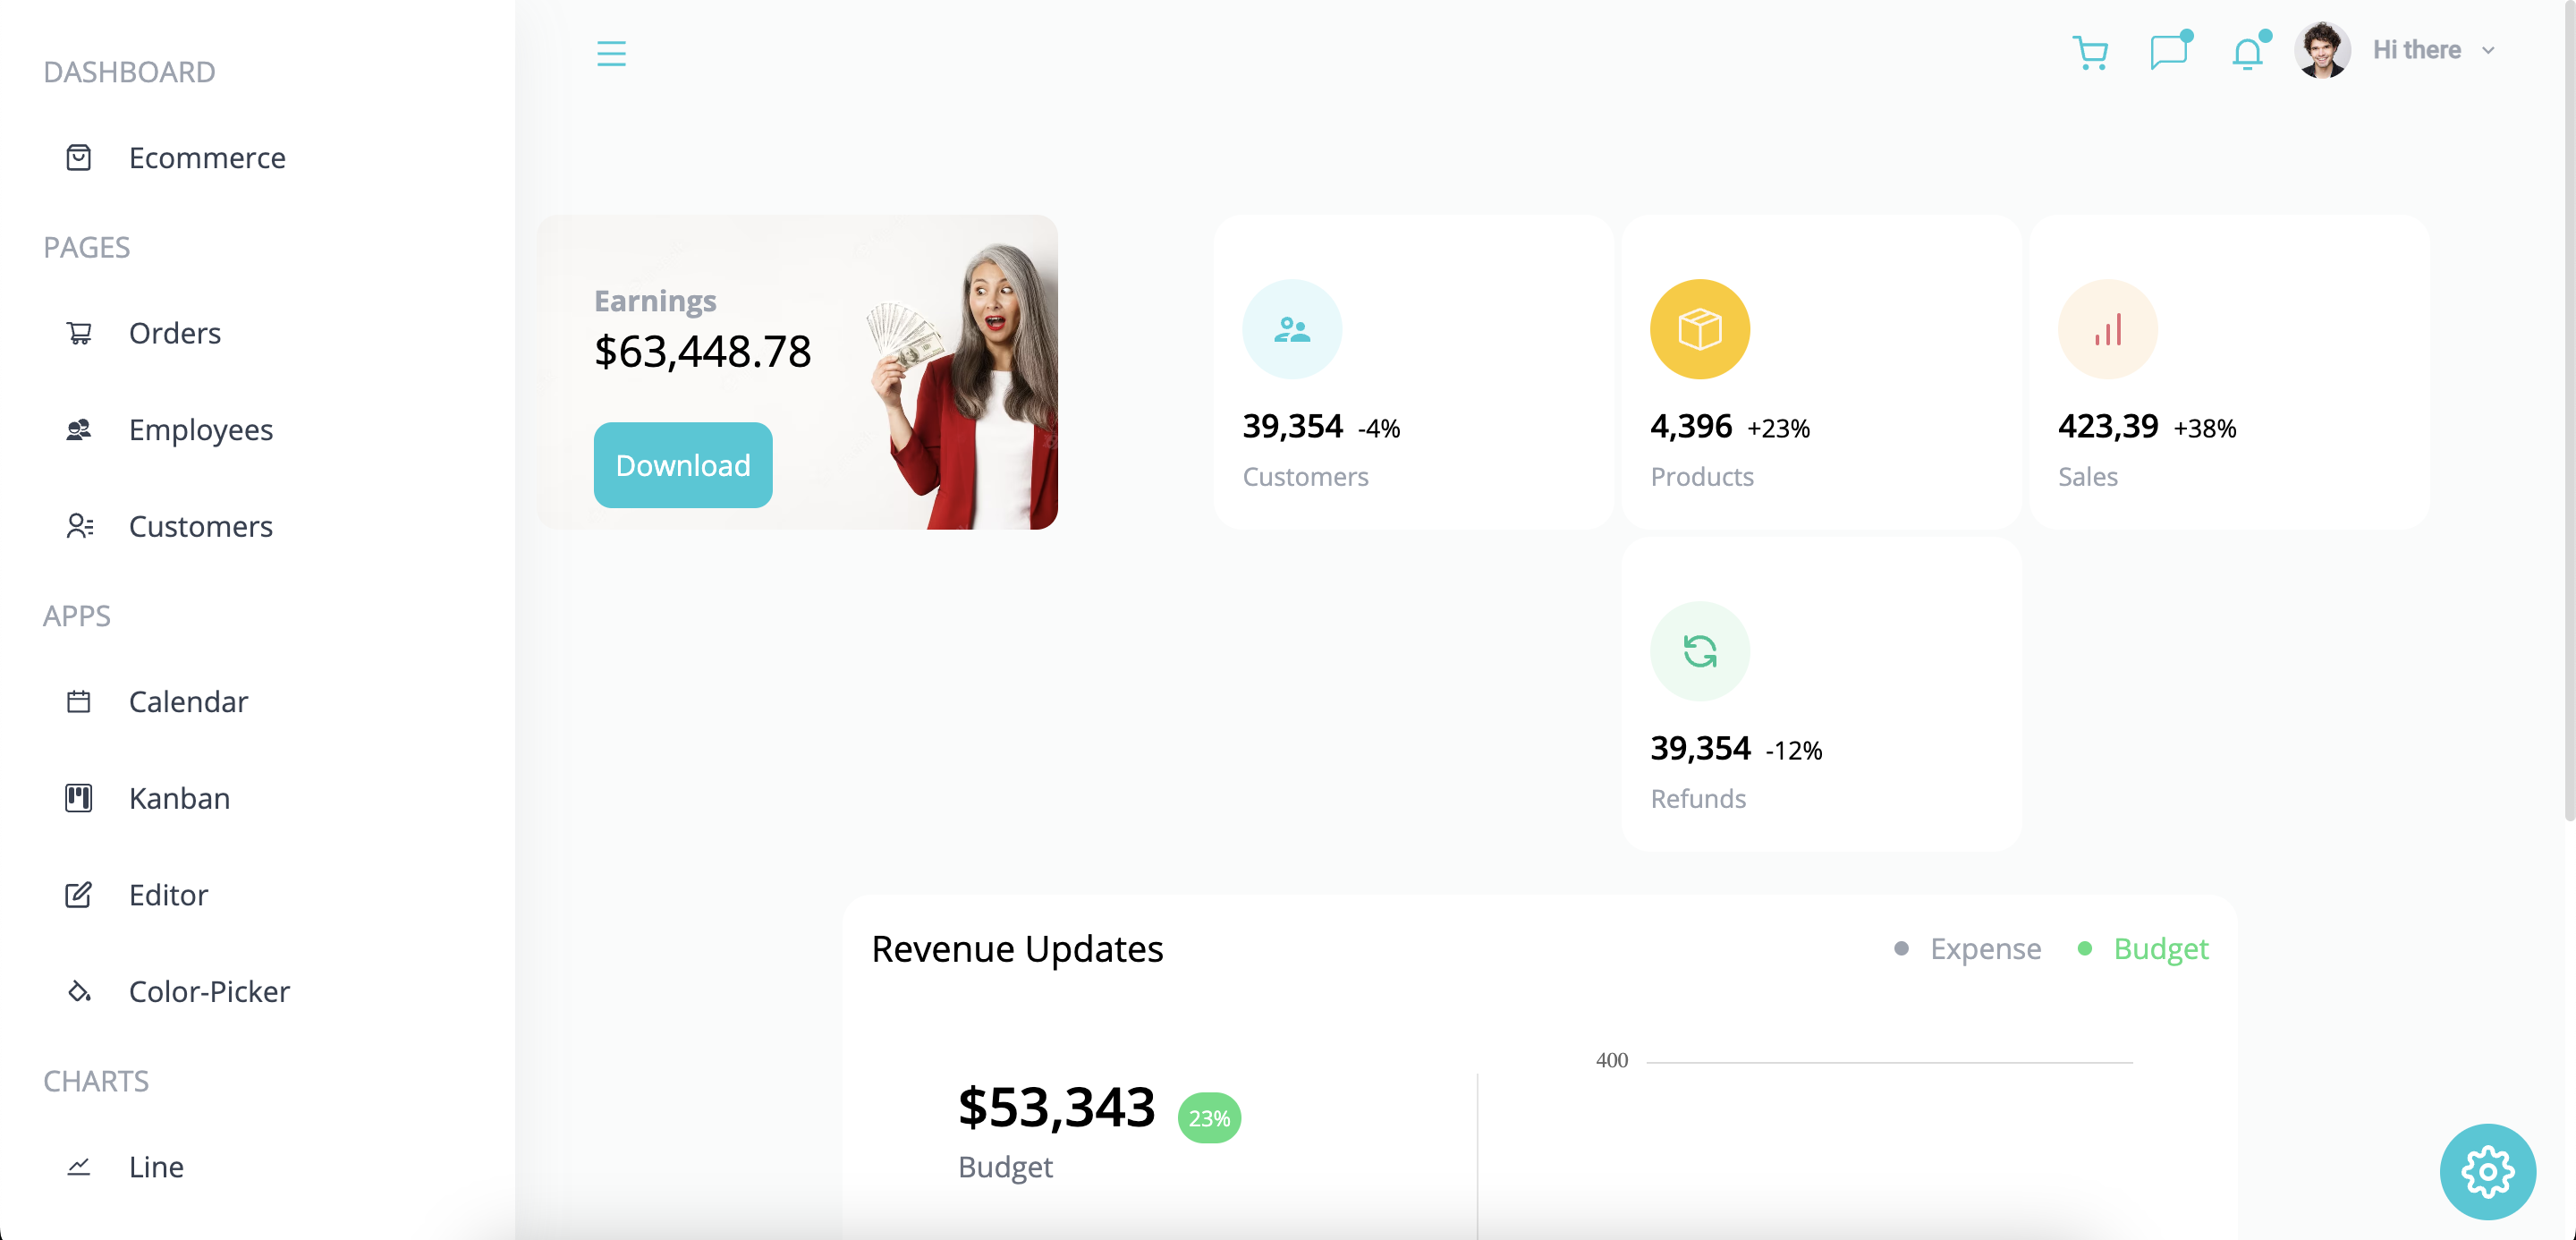 DASHBOARD
Ecommerce
PAGES
Orders
Employees
Customers
APPS
Calendar
Kanban
Editor
Color-Picker
CHARTS
Line
Hi there
Earnings
$63,448.78
Download
39,354 -4%
Customers
4,396 +23%
Products
423,39 +38%
Sales
39,354 -12%
Refunds
Revenue Updates
Expense
Budget
$53,343 23%
Budget
400